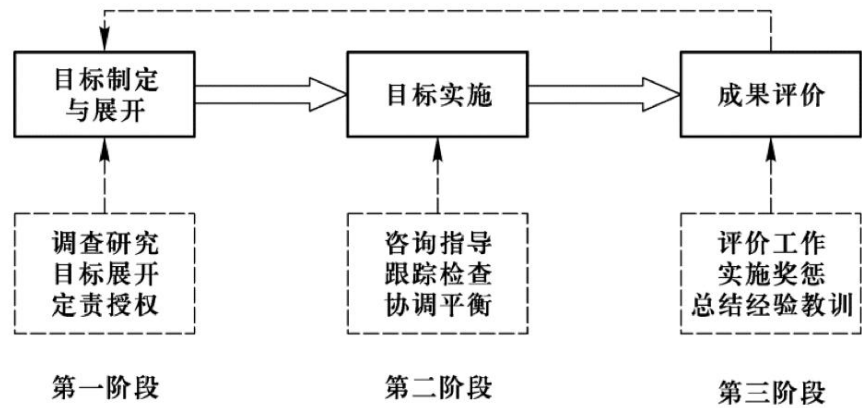 目标制定
与展开
目标实施
成果评价
调查研究
目标展开
定责授权
咨询指导
跟踪检查
协调平衡
评价工作
实施奖惩
总结经验教训
第一阶段
第二阶段
第三阶段